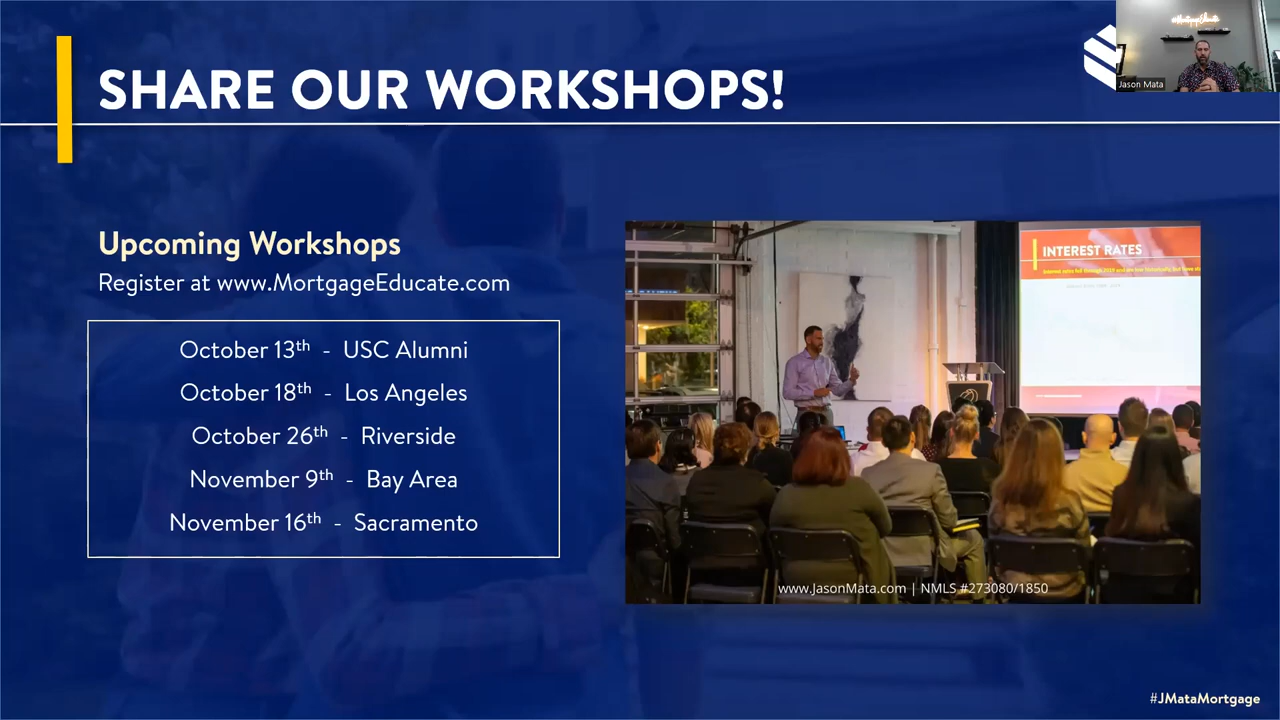 SHARE OUR WORKSHOPS!
Jason Mata
Upcoming Workshops
Register at www.MortgageEducate.com
October 13th - USC Alumni
October 18th - Los Angeles
October 26th - Riverside
November 9th - Bay Area
November 16th - Sacramento
INTEREST RATES
www.JasonMata.com | NMLS #273080/1850
#JMataMortgage